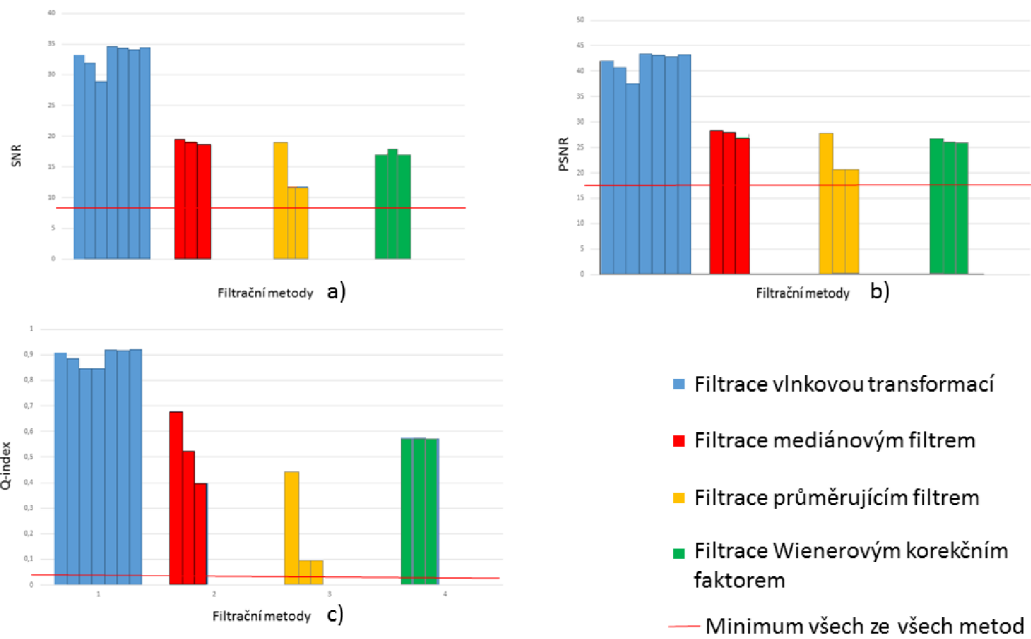 40
35
30
25
20
15
10
5
0
SNR
Filtrační metody a)
50
45
40
35
30
25
20
15
10
5
0
PSNR
Filtrační metody b)
1
0,9
0,8
0,7
0,6
0,5
0,4
0,3
0,2
0,1
0
Q-index
1 2 3 4
Filtrační metody c)
Filtrace vlnkovou transformací
Filtrace mediánovým filtrem
Filtrace průměrujícím filtrem
Filtrace Wienerovým korekčním
faktorem
Minimum všech ze všech metod